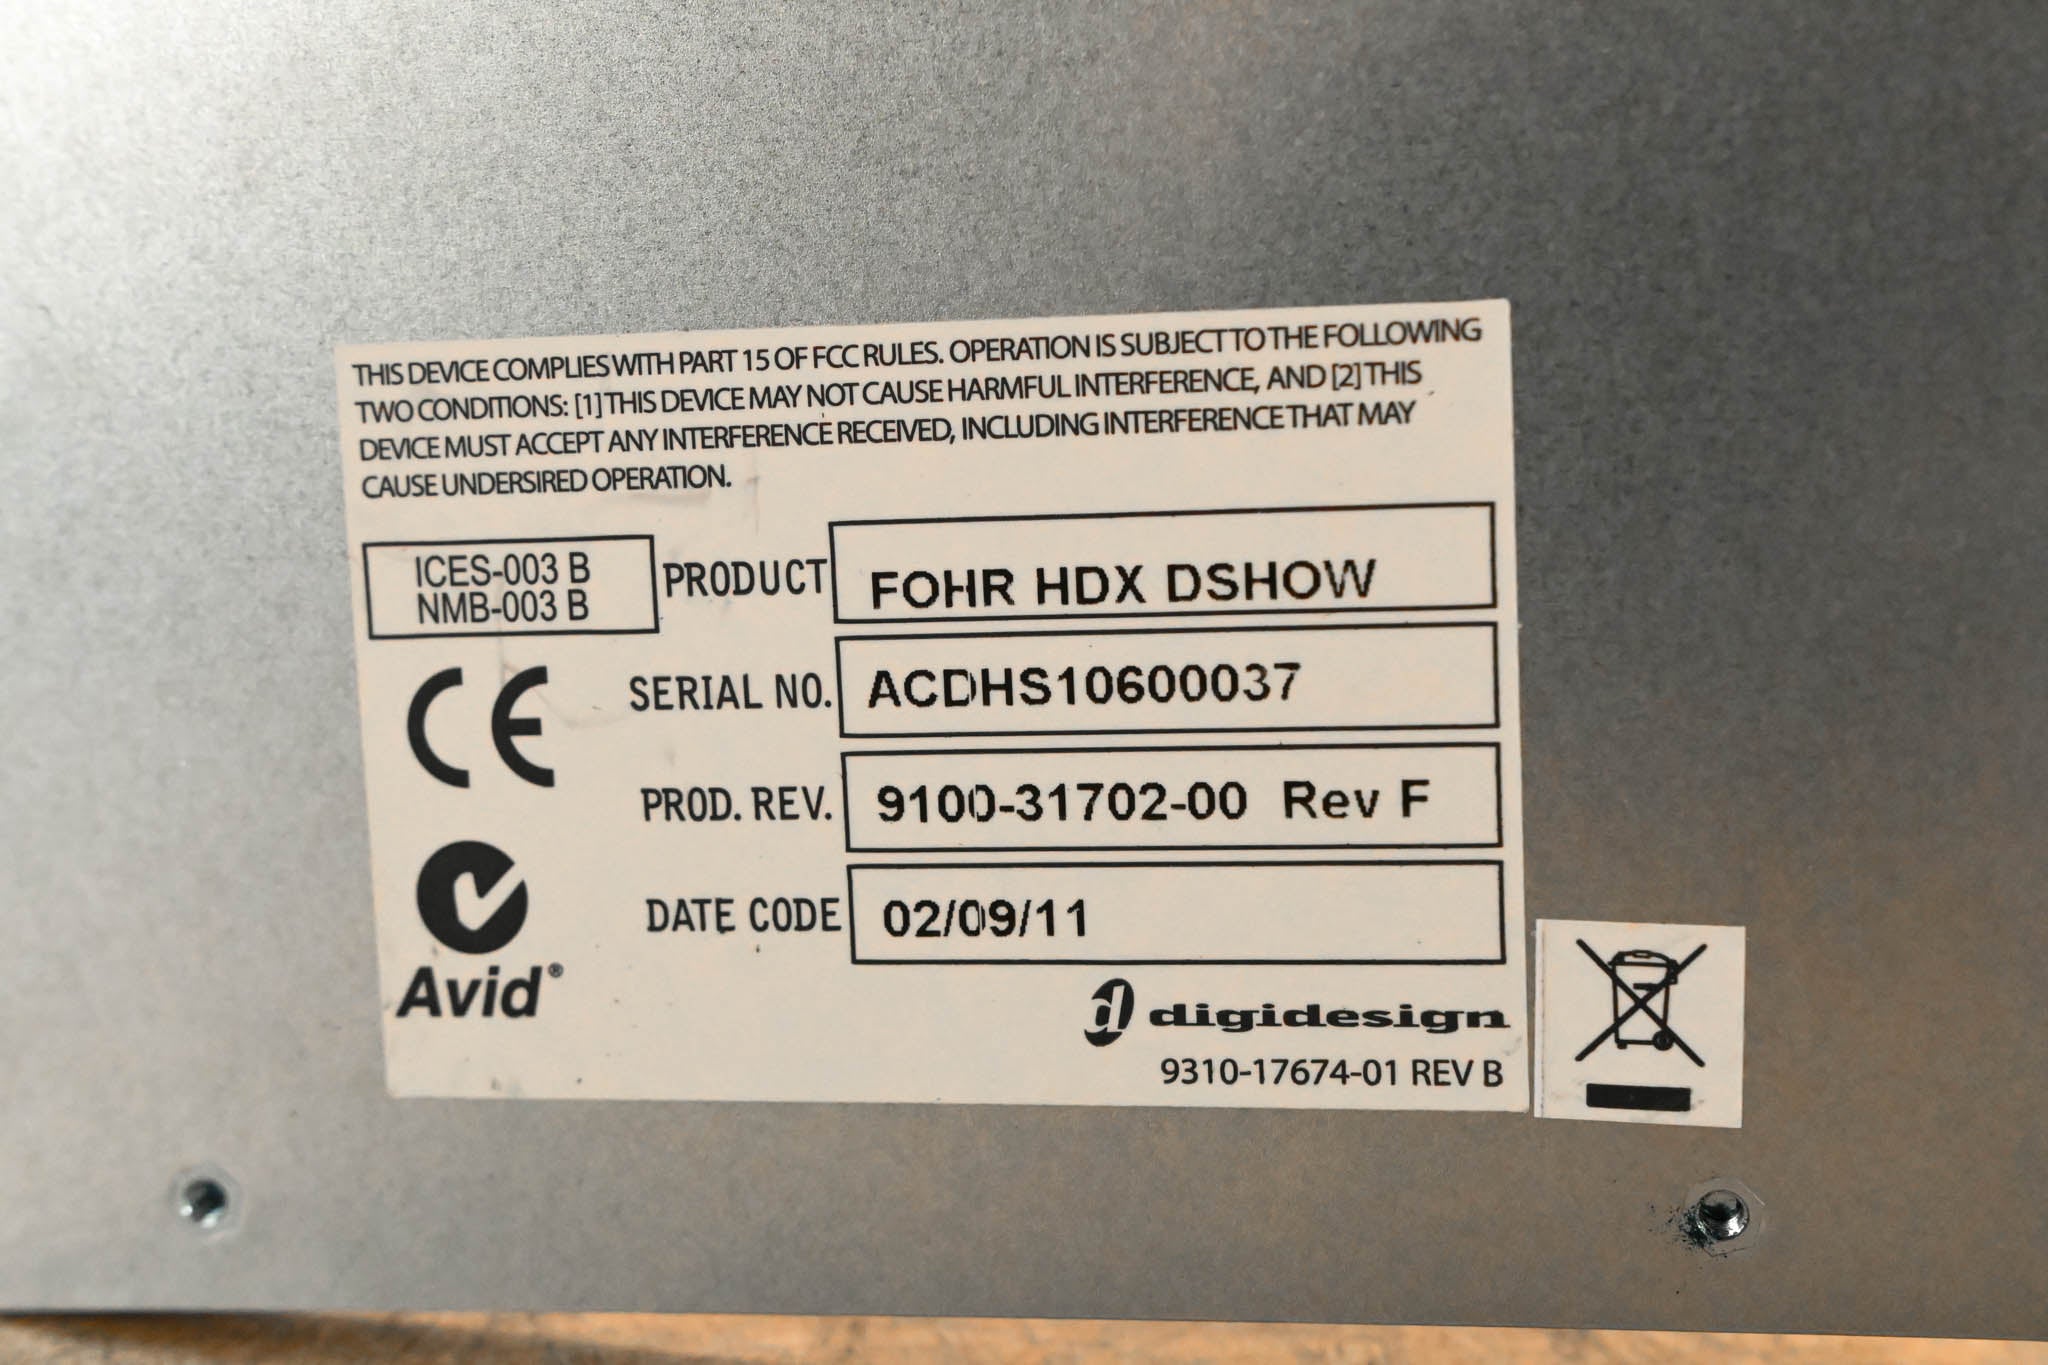 THIS DEVICE COMPLIES WITH PART 15 OF FCC RULES. OPERATION IS SUBJECT TO THE FOLLOWING
TWO CONDITIONS: [1] THIS DEVICE MAY NOT CAUSE HARMFUL INTERFERENCE, AND [2] THIS
DEVICE MUST ACCEPT ANY INTERFERENCE RECEIVED, INCLUDING INTERFERENCE THAT MAY
CAUSE UNDERSIRED OPERATION.
ICES-003 B
NMB-003 B
PRODUCT FOHR HDX DSHOW
SERIAL NO. ACDHS10600037
PROD. REV. 9100-31702-00 Rev F
DATE CODE 02/09/11
CE
Avid®
digidesign
9310-17674-01 REV B